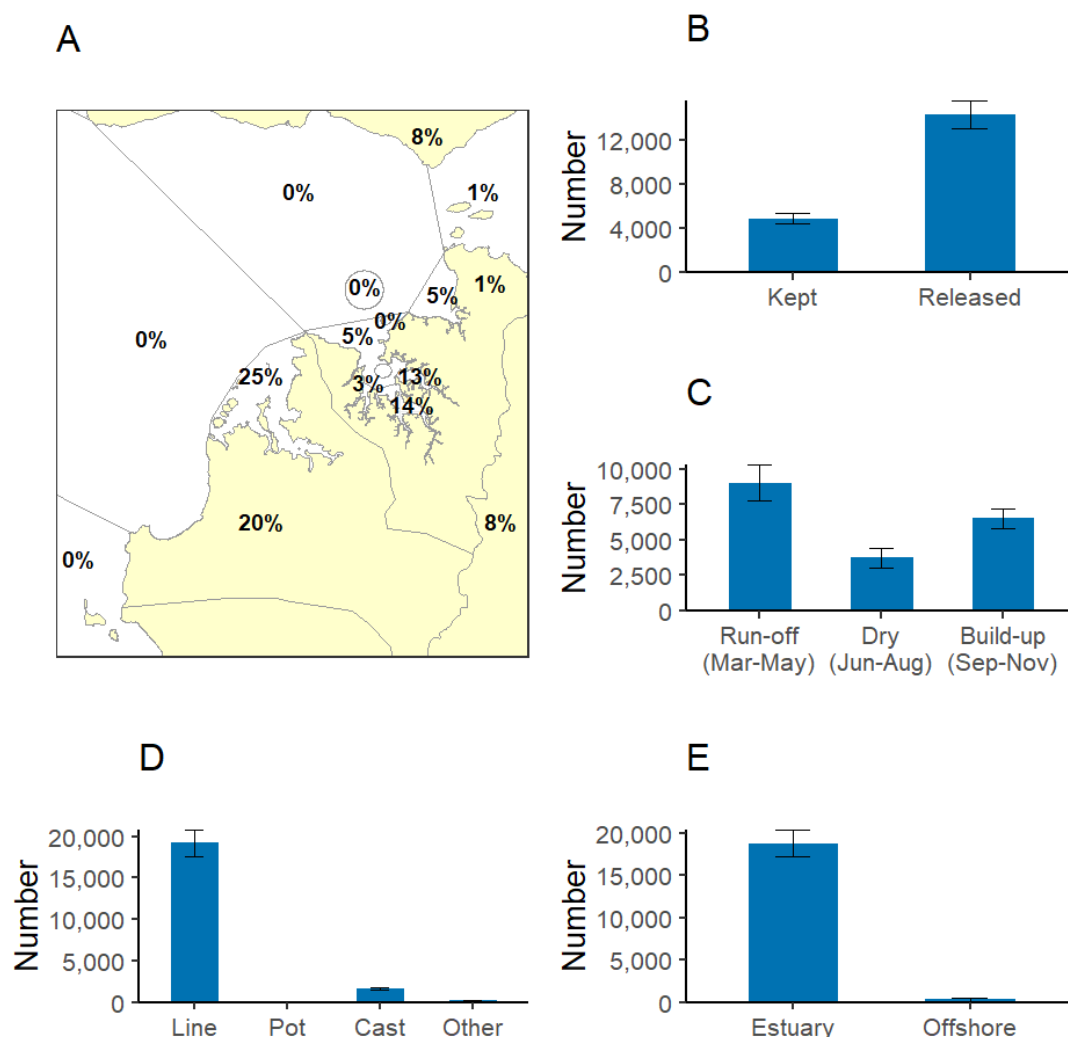 A
8%
0%
1%
1%
0%
5%
0%
5%
0%
25%
3%
13%
14%
20%
8%
0%
B
Number
12,000
8,000
4,000
0
Kept
Released
C
Number
10,000
7,500
5,000
2,500
0
Run-off
(Mar-May)
Dry
(Jun-Aug)
Build-up
(Sep-Nov)
D
Number
20,000
15,000
10,000
5,000
0
Line
Pot
Cast
Other
E
Number
20,000
15,000
10,000
5,000
0
Estuary
Offshore